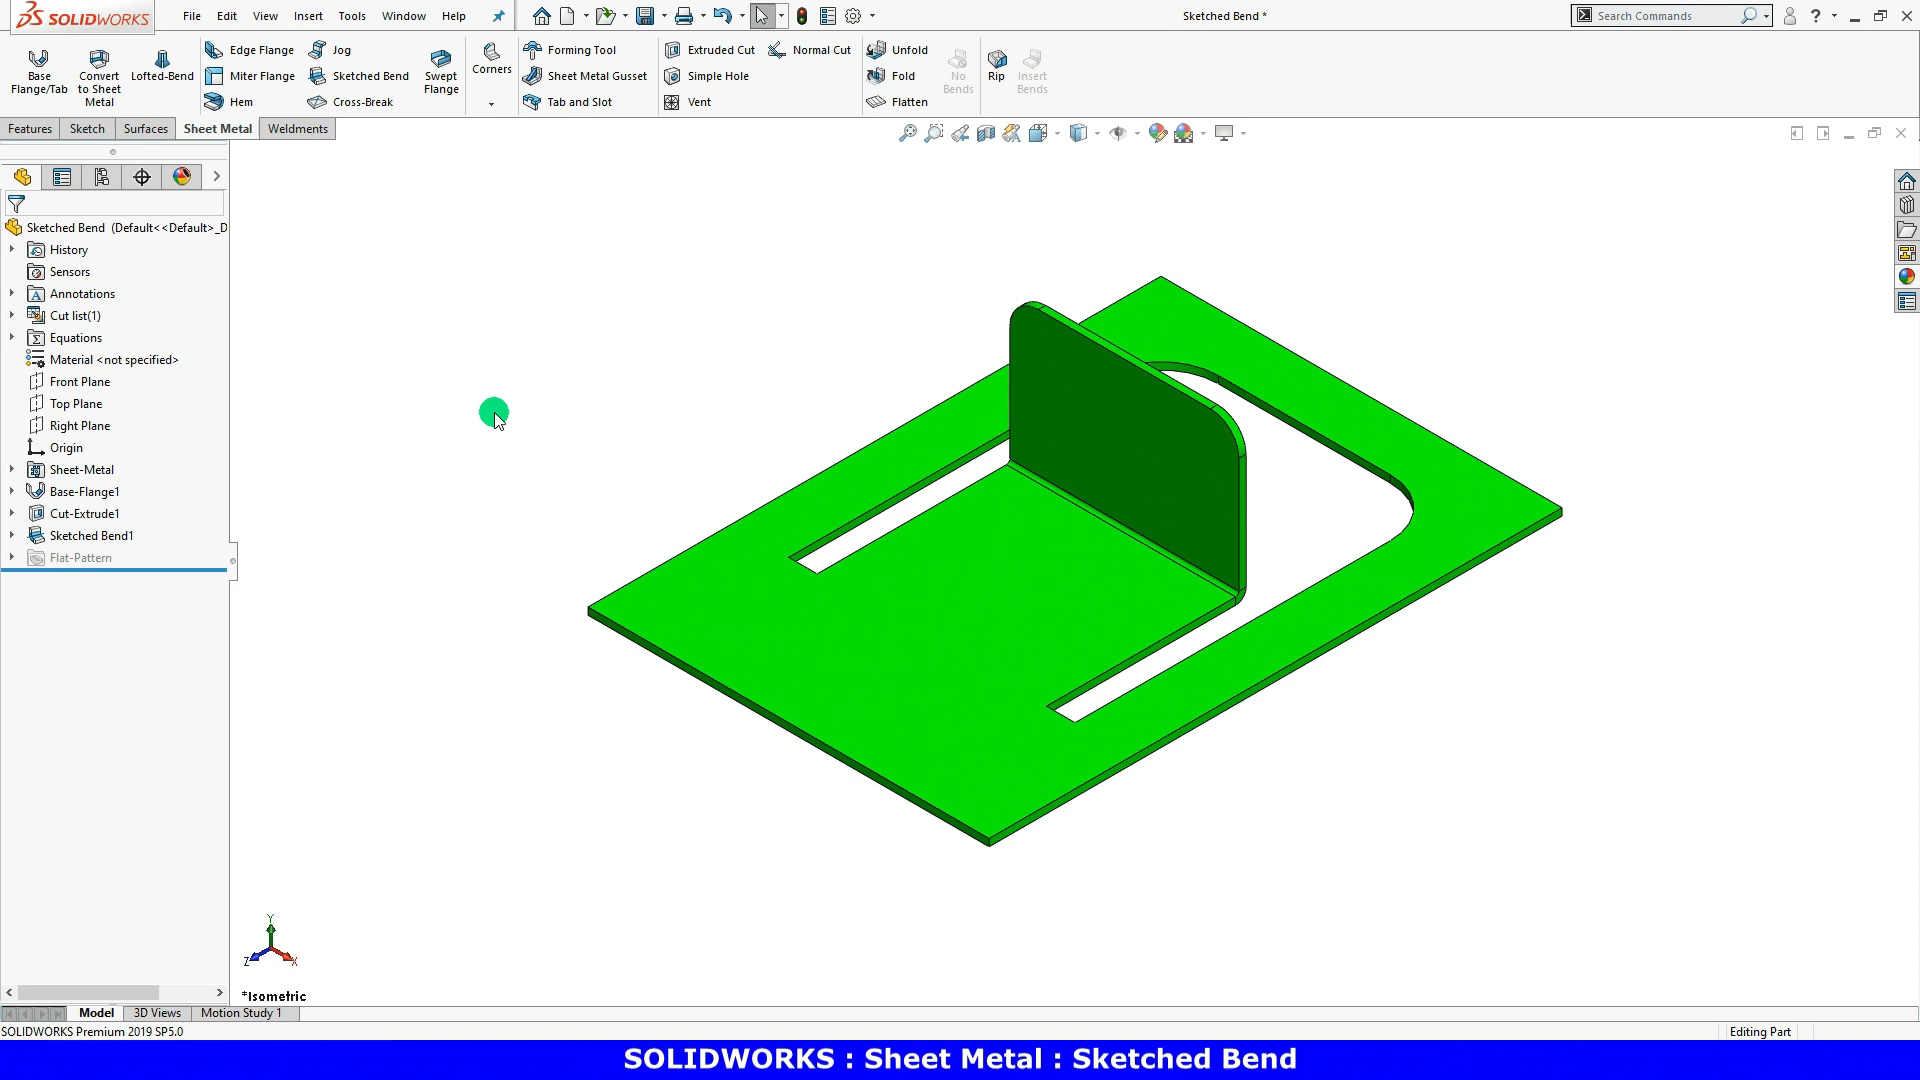 SOLIDWORKS
File Edit View Insert Tools Window Help
Sketched Bend *
Search Commands
Base Flange/Tab
Convert to Sheet Metal
Lofted-Bend
Edge Flange
Miter Flange
Hem
Jog
Sketched Bend
Cross-Break
Swept Flange
Corners
Forming Tool
Sheet Metal Gusset
Tab and Slot
Extruded Cut
Simple Hole
Vent
Normal Cut
Unfold
Fold
Flatten
No Bends
Rip
Insert Bends
Features Sketch Surfaces Sheet Metal Weldments
Sketched Bend (Default<<Default>_D
History
Sensors
Annotations
Cut list(1)
Equations
Material <not specified>
Front Plane
Top Plane
Right Plane
Origin
Sheet-Metal
Base-Flange1
Cut-Extrude1
Sketched Bend1
Flat-Pattern
Y
Z X
*Isometric
Model 3D Views Motion Study 1
SOLIDWORKS Premium 2019 SP5.0
Editing Part
SOLIDWORKS : Sheet Metal : Sketched Bend